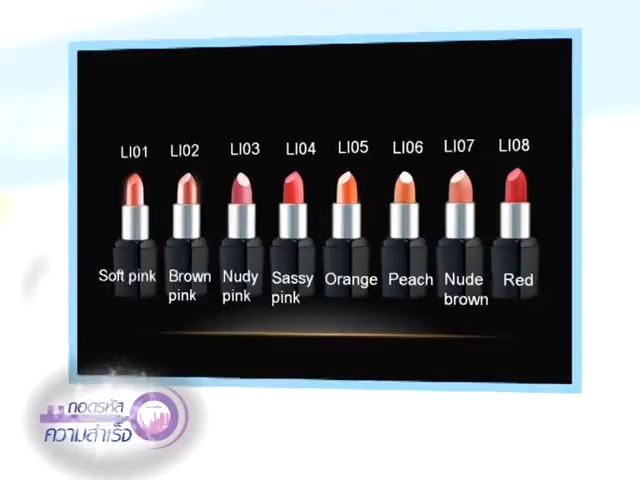 LI01 LI02 LI03 LI04 LI05 LI06 LI07 LI08
Soft pink
Brown
pink
Nudy
pink
Sassy
pink
Orange
Peach
Nude
brown
Red
ถอดรหัส
ความสำเร็จ